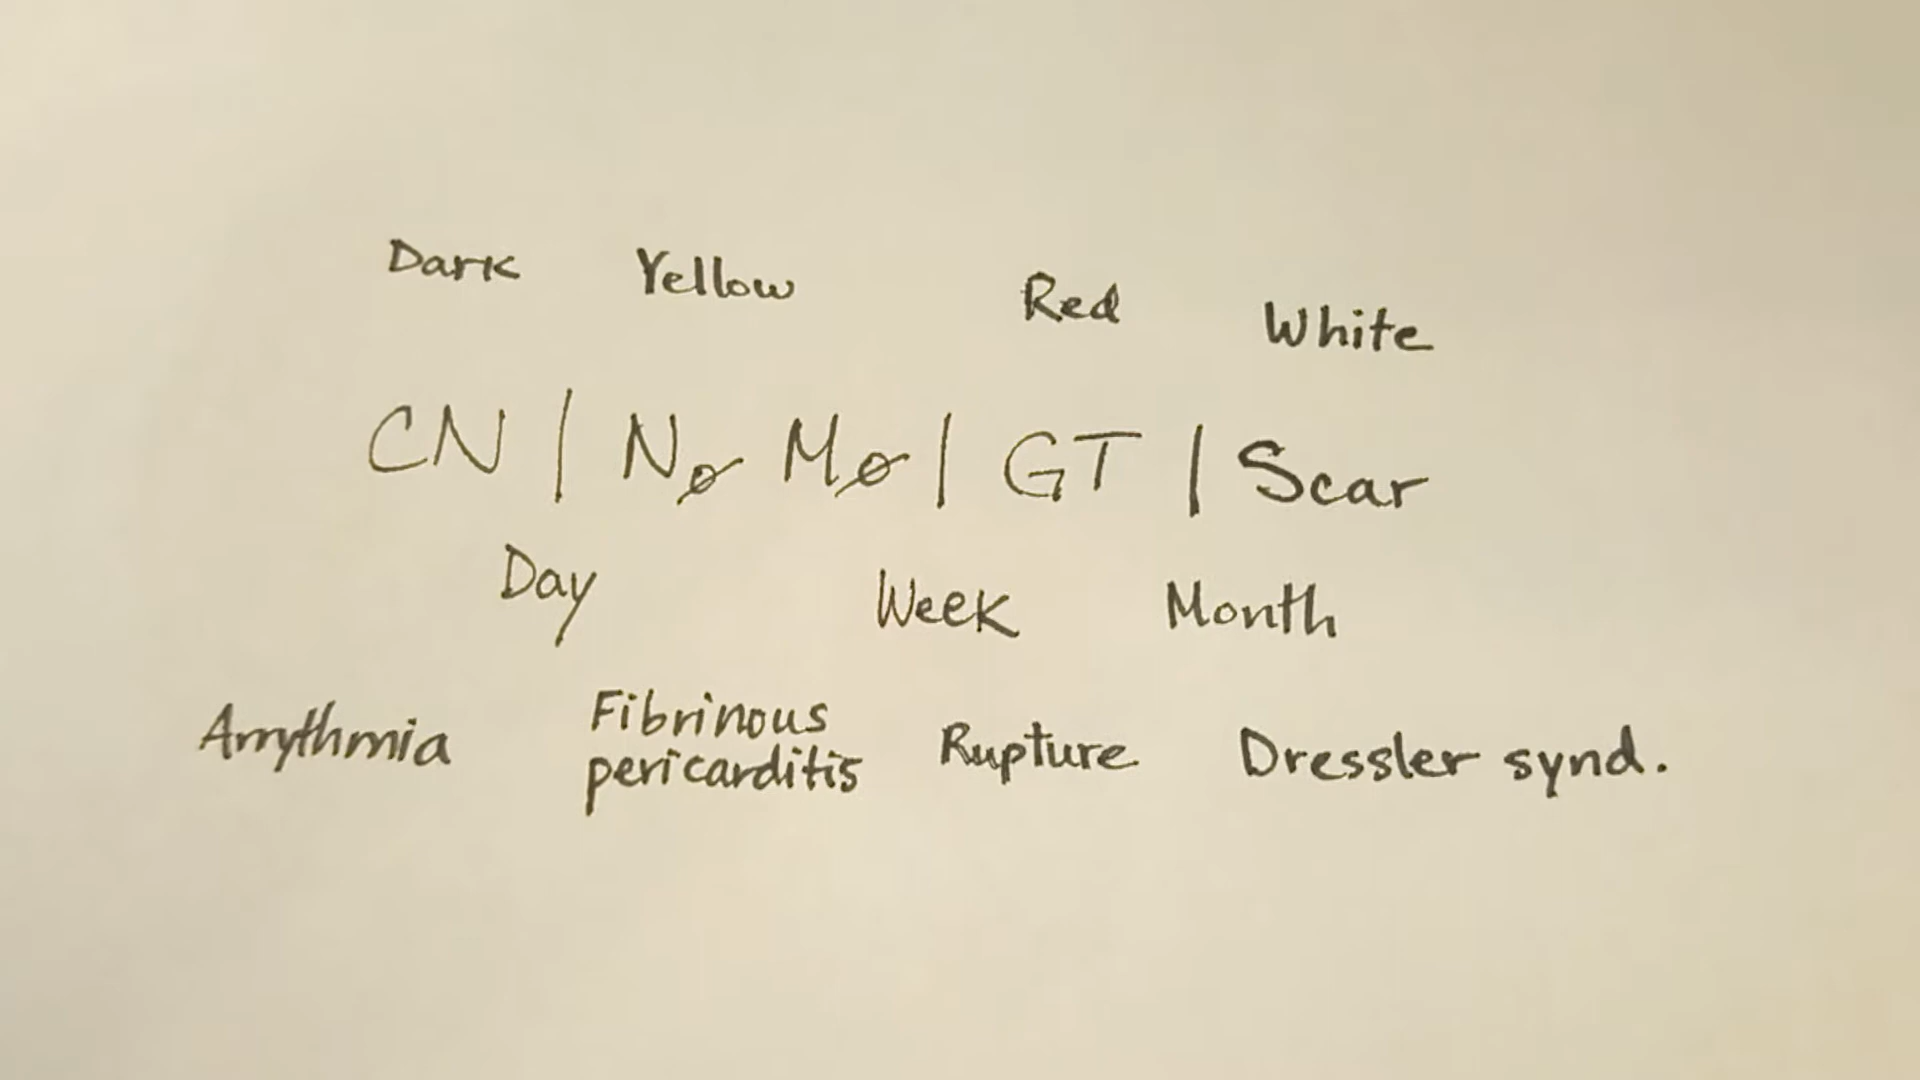 Dark Yellow Red White
CN | Nø Mø | GT | Scar
Day Week Month
Arrythmia Fibrinous pericarditis Rupture Dressler synd.